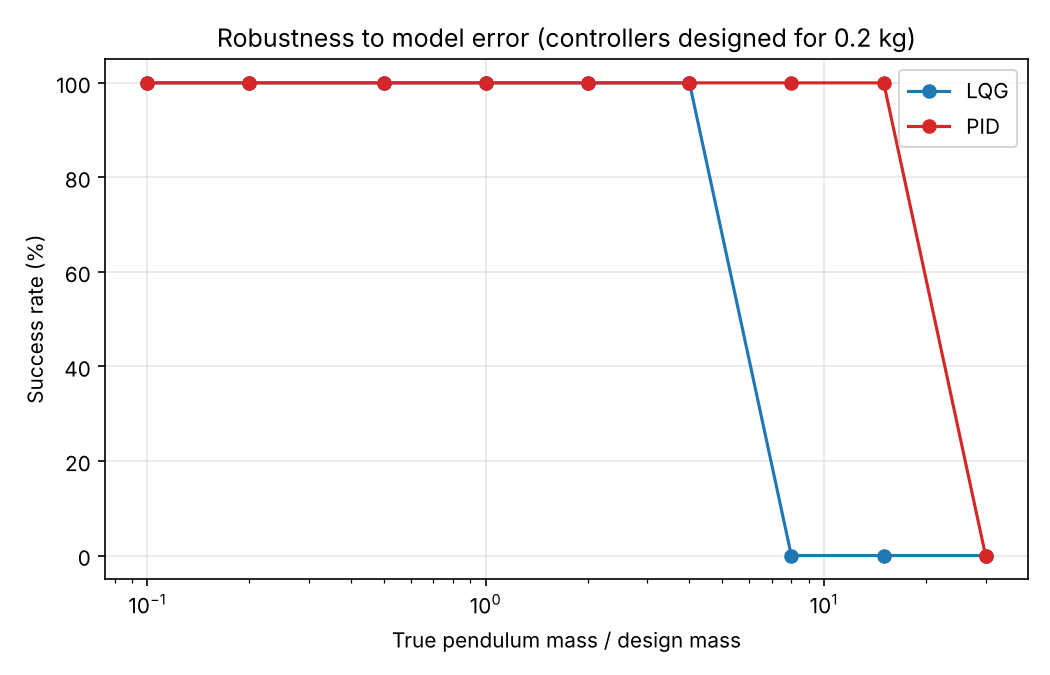 Robustness to model error (controllers designed for 0.2 kg)
LQG
PID
100
80
60
40
20
0
Success rate (%)
10⁻¹
10⁰
10¹
True pendulum mass / design mass